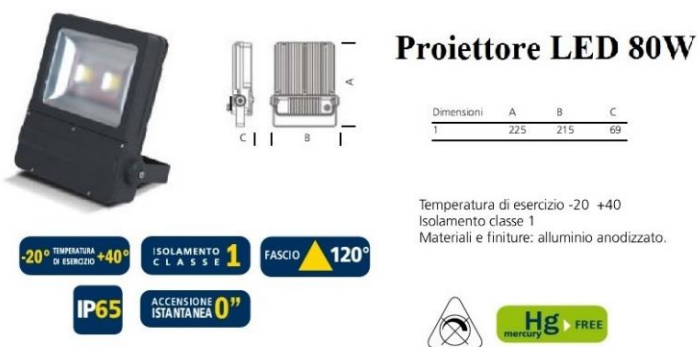 Proiettore LED 80W
A
C
B
Dimensioni A B C
1 225 215 69
Temperatura di esercizio -20 +40
Isolamento classe 1
Materiali e finiture: alluminio anodizzato.
-20° TEMPERATURA DI ESERCIZIO +40°
ISOLAMENTO CLASSE 1
FASCIO 120°
IP65
ACCENSIONE ISTANTANEA 0”
Hg mercury FREE